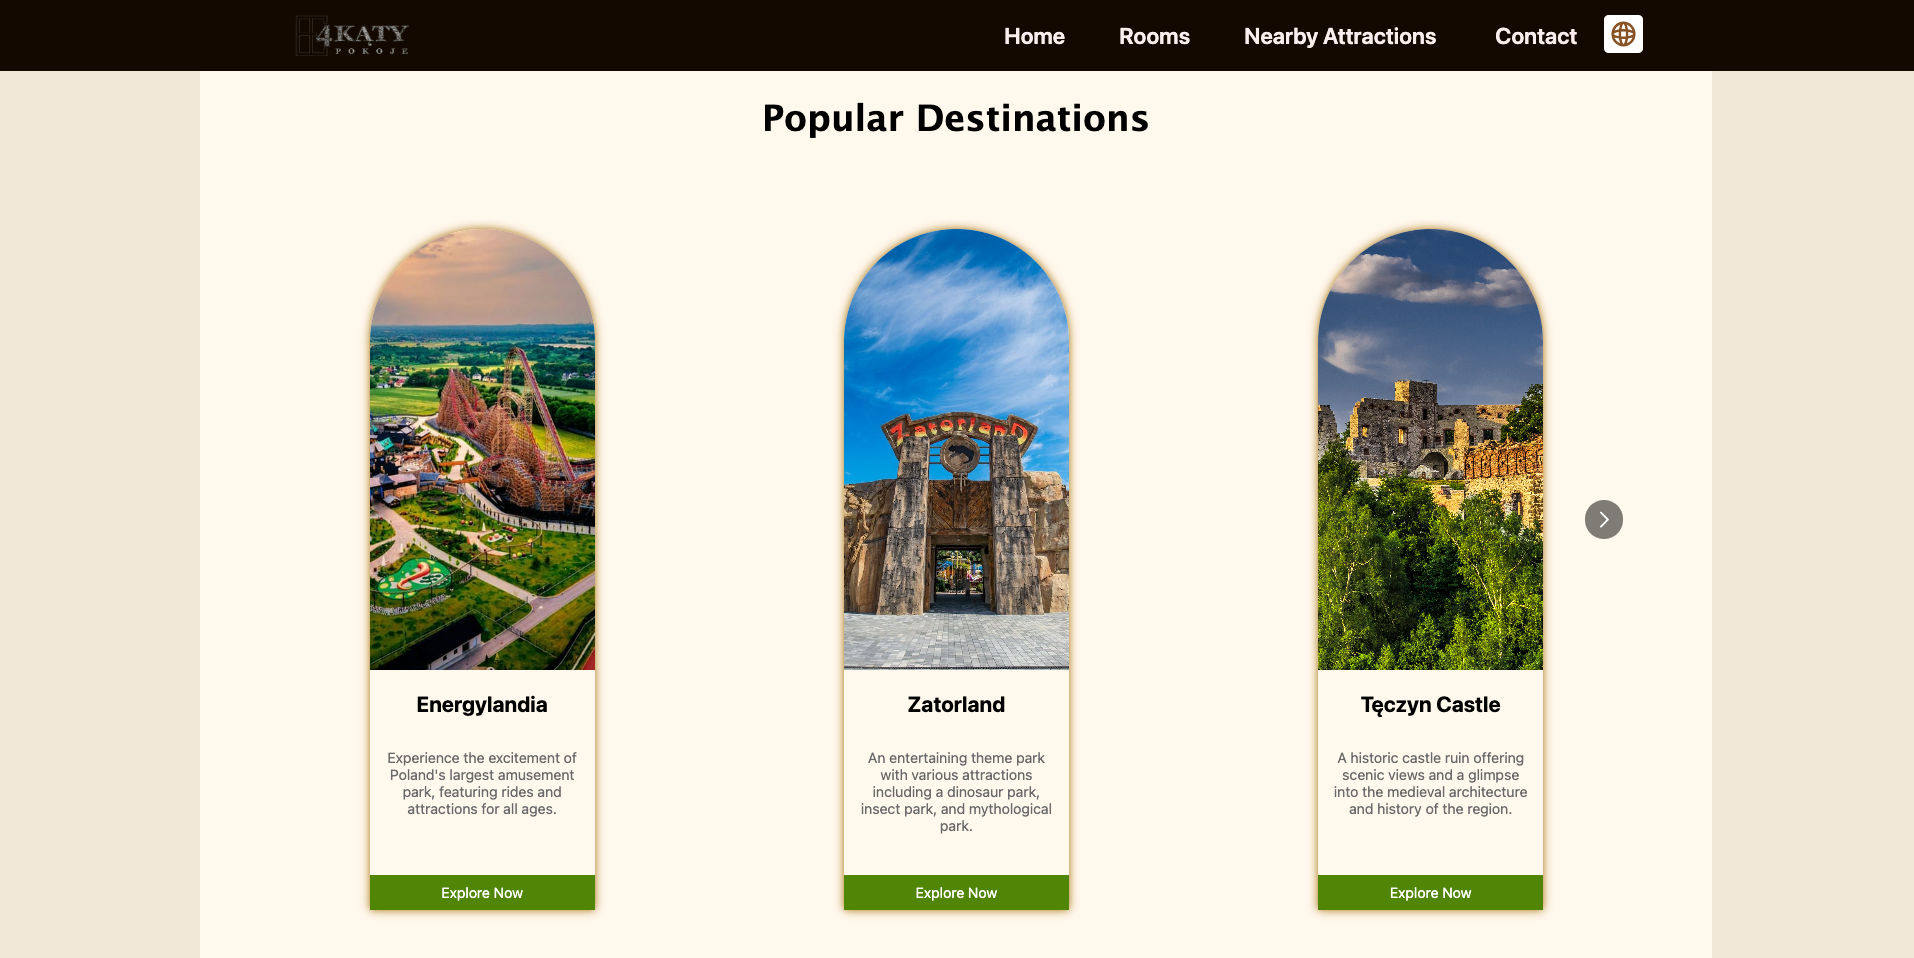 4KĄTY
POKOJE
Home Rooms Nearby Attractions Contact
Popular Destinations
Zatorland
Energylandia
Experience the excitement of
Poland's largest amusement
park, featuring rides and
attractions for all ages.
Explore Now
Zatorland
An entertaining theme park
with various attractions
including a dinosaur park,
insect park, and mythological
park.
Explore Now
Tęczyn Castle
A historic castle ruin offering
scenic views and a glimpse
into the medieval architecture
and history of the region.
Explore Now